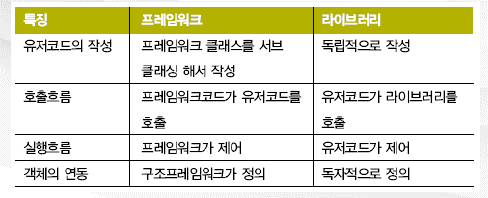 특징 프레임워크 라이브러리
유저코드의 작성 프레임워크 클래스를 서브 독립적으로 작성
클래싱 해서 작성
호출흐름 프레임워크코드가 유저코드를 유저코드가 라이브러리를
호출 호출
실행흐름 프레임워크가 제어 유저코드가 제어
객체의 연동 구조프레임워크가 정의 독자적으로 정의